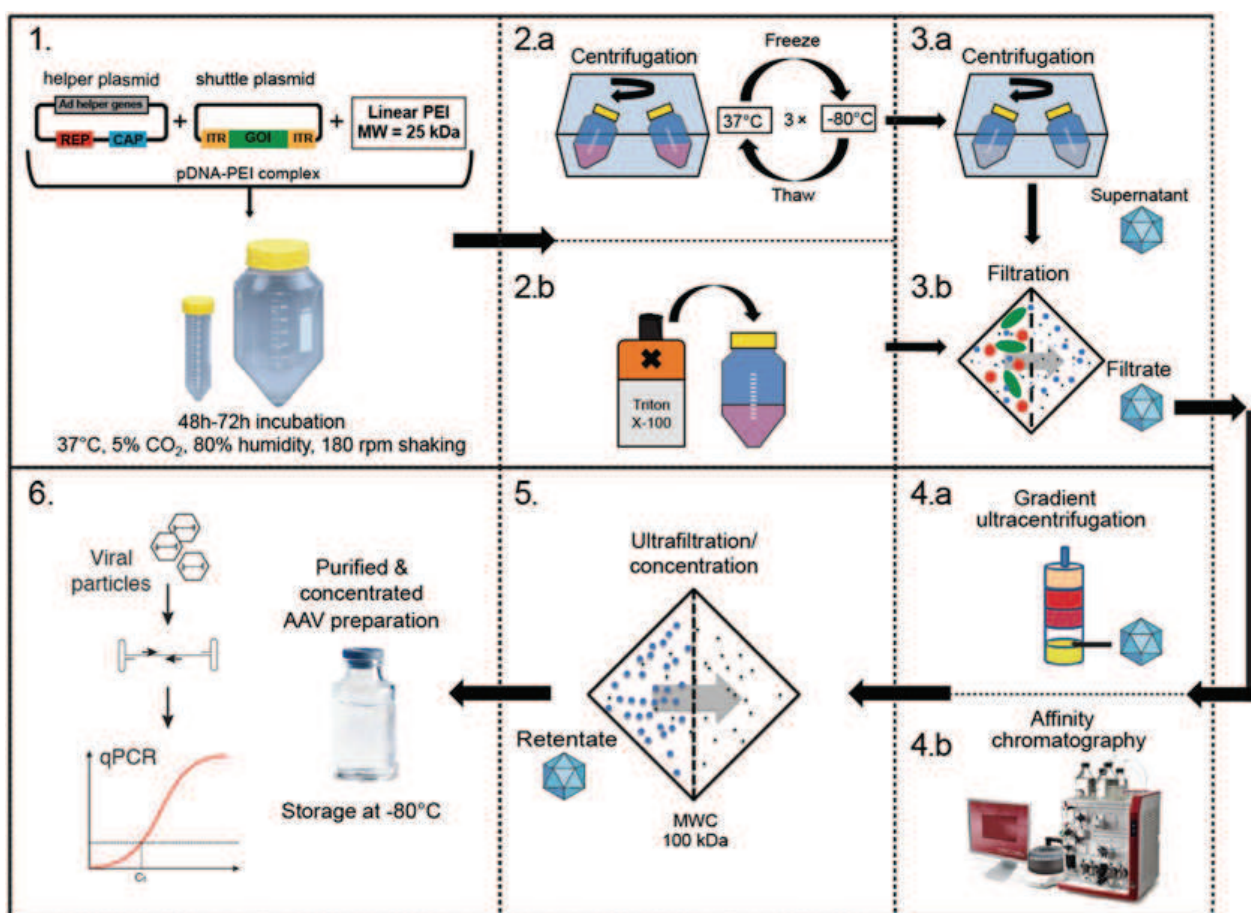 1.
helper plasmid
shuttle plasmid
Ad helper genes
REP
CAP
+
ITR
GOI
ITR
+
Linear PEI
MW = 25 kDa
pDNA-PEI complex
48h-72h incubation
37°C, 5% CO₂, 80% humidity, 180 rpm shaking
2.a
Centrifugation
Freeze
37°C
3 ×
-80°C
Thaw
2.b
Triton
X-100
3.a
Centrifugation
Supernatant
Filtration
3.b
Filtrate
4.a
Gradient
ultracentrifugation
Affinity
chromatography
4.b
5.
Ultrafiltration/
concentration
Retentate
MWC
100 kDa
6.
Viral
particles
qPCR
Purified &
concentrated
AAV preparation
Storage at -80°C